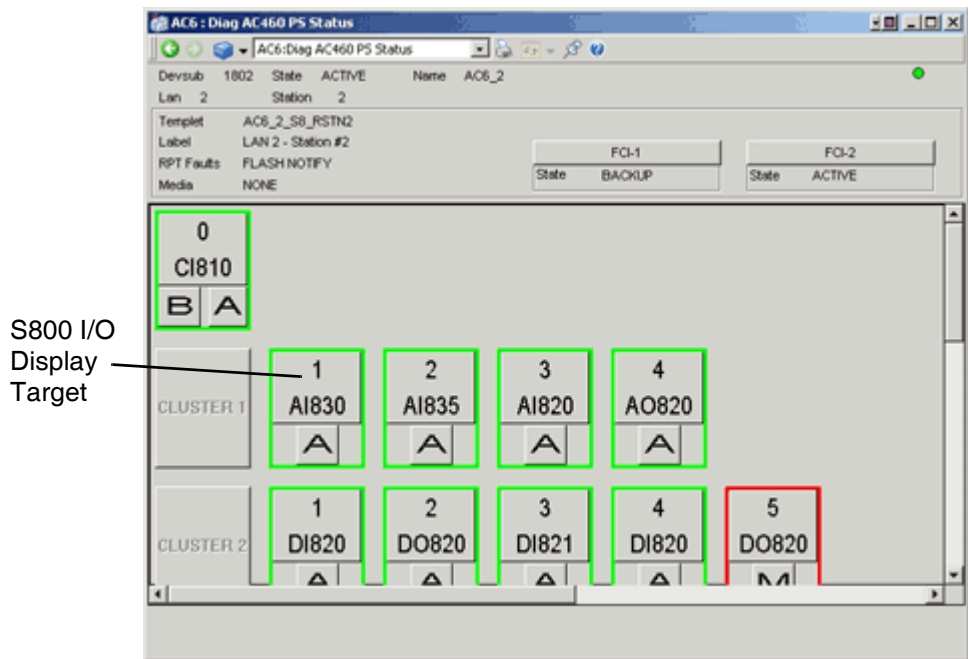 AC6 : Diag AC460 PS Status
AC6:Diag AC460 PS Status
Devsub 1802 State ACTIVE Name AC6_2
Lan 2 Station 2
Templet AC6_2_S8_RSTN2
Label LAN 2 - Station #2
RPT Faults FLASH NOTIFY
Media NONE
FCI-1 FCI-2
State BACKUP State ACTIVE
0
CI810
B A
S800 I/O
Display
Target
CLUSTER 1
1 2 3 4
AI830 AI835 AI820 AO820
A A A A
CLUSTER 2
1 2 3 4 5
DI820 DO820 DI821 DI820 DO820
A A A A M